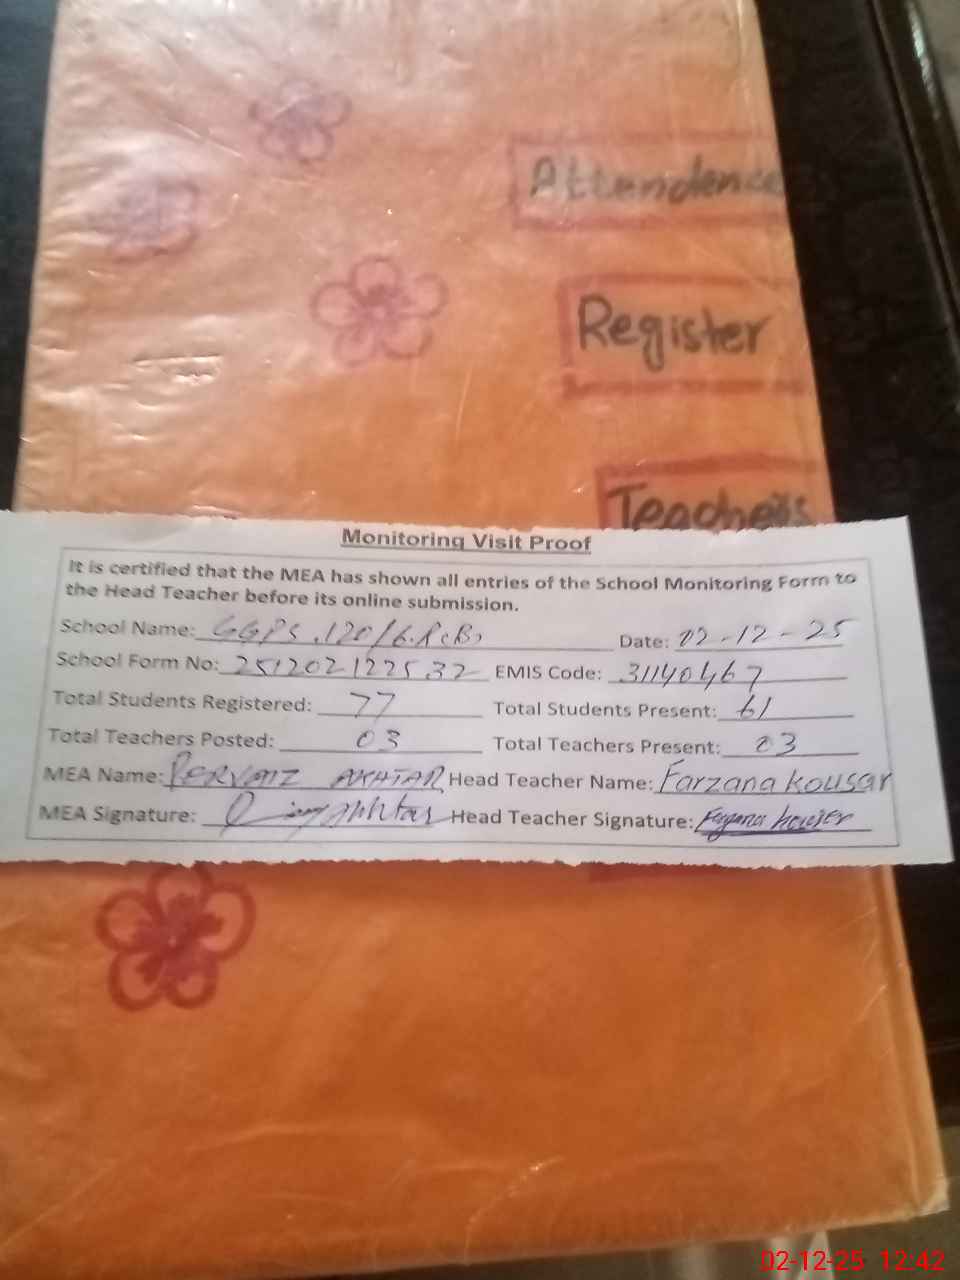 Attendence
Register
Teachers
Monitoring Visit Proof
It is certified that the MEA has shown all entries of the School Monitoring Form to
the Head Teacher before its online submission.
School Name: GGPS. 120/6.R.B, Date: 02-12-25
School Form No: 25120212253 2 EMIS Code: 31140467
Total Students Registered: 77 Total Students Present: 61
Total Teachers Posted: 03 Total Teachers Present: 03
MEA Name: PERVAIZ AKHTAR Head Teacher Name: Farzana kousar
MEA Signature: Head Teacher Signature:
02-12-25 12:42